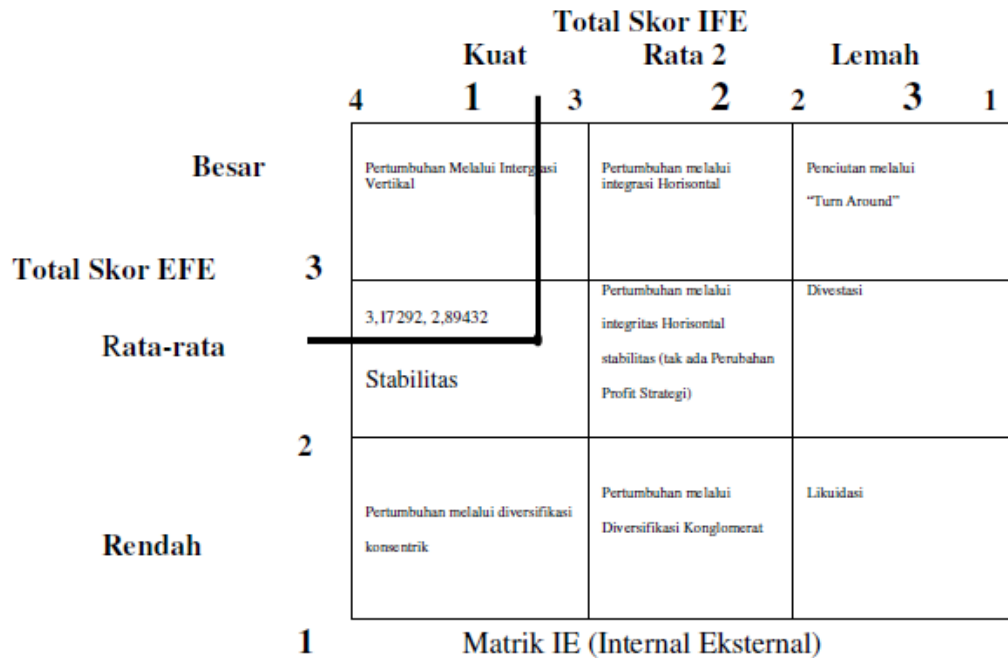 Total Skor IFE
Kuat Rata 2 Lemah
4 1 3 2 2 3 1
Besar
Pertumbuhan Melalui Intergrasi
Vertikal
Pertumbuhan melalui
integrasi Horisontal
Penciutan melalui
“Turn Around”
Total Skor EFE 3
Rata-rata
3,17292, 2,89432
Stabilitas
Pertumbuhan melalui
integritas Horisontal
stabilitas (tak ada Perubahan
Profit Strategi)
Divestasi
2
Rendah
Pertumbuhan melalui diversifikasi
konsentrik
Pertumbuhan melalui
Diversifikasi Konglomerat
Likuidasi
1
Matrik IE (Internal Eksternal)